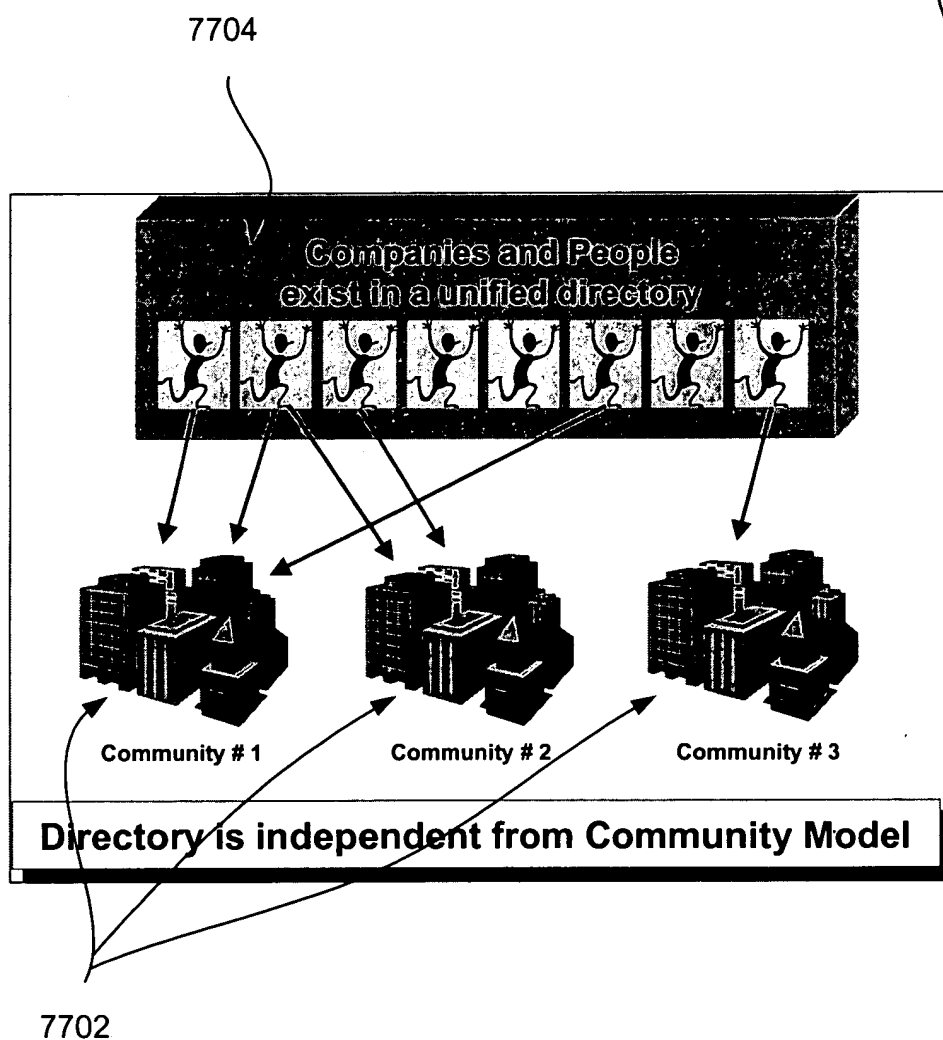 7704
Companies and People
exist in a unified directory
Community # 1
Community # 2
Community # 3
Directory is independent from Community Model
7702